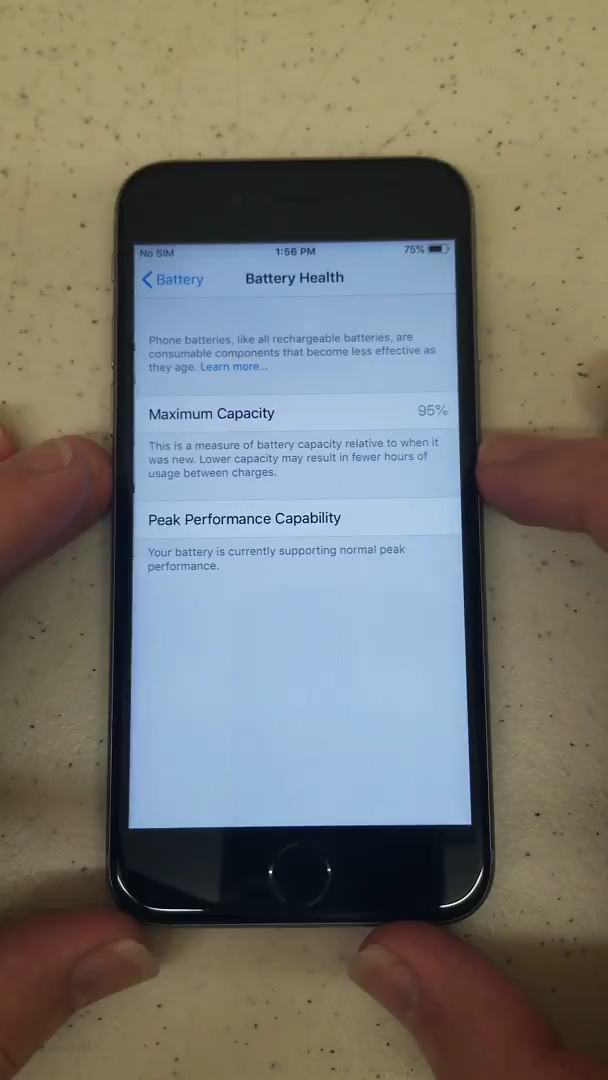 No SIM 1:56 PM 75%
Battery Battery Health
Phone batteries, like all rechargeable batteries, are
consumable components that become less effective as
they age. Learn more...
Maximum Capacity 95%
This is a measure of battery capacity relative to when it
was new. Lower capacity may result in fewer hours of
usage between charges.
Peak Performance Capability
Your battery is currently supporting normal peak
performance.